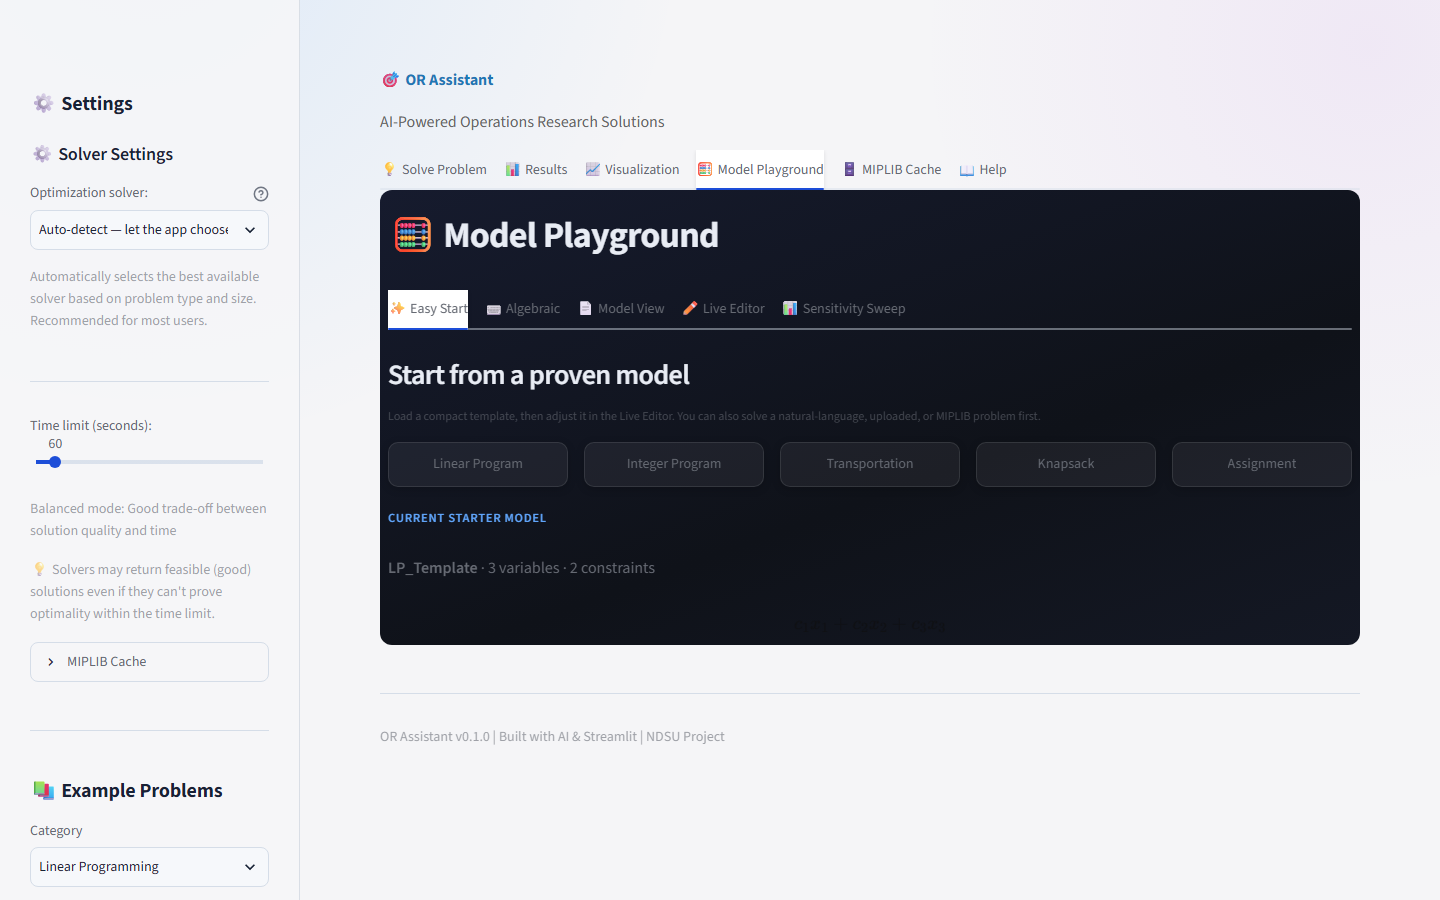 Settings
Solver Settings
Optimization solver:
Auto-detect — let the app choose
Automatically selects the best available
solver based on problem type and size.
Recommended for most users.
Time limit (seconds):
60
Balanced mode: Good trade-off between
solution quality and time
Solvers may return feasible (good)
solutions even if they can't prove
optimality within the time limit.
MIPLIB Cache
Example Problems
Category
Linear Programming
OR Assistant
AI-Powered Operations Research Solutions
Solve Problem Results Visualization Model Playground MIPLIB Cache Help
Model Playground
Easy Start Algebraic Model View Live Editor Sensitivity Sweep
Start from a proven model
Load a compact template, then adjust it in the Live Editor. You can also solve a natural-language, uploaded, or MIPLIB problem first.
Linear Program Integer Program Transportation Knapsack Assignment
CURRENT STARTER MODEL
LP_Template · 3 variables · 2 constraints
OR Assistant v0.1.0 | Built with AI & Streamlit | NDSU Project